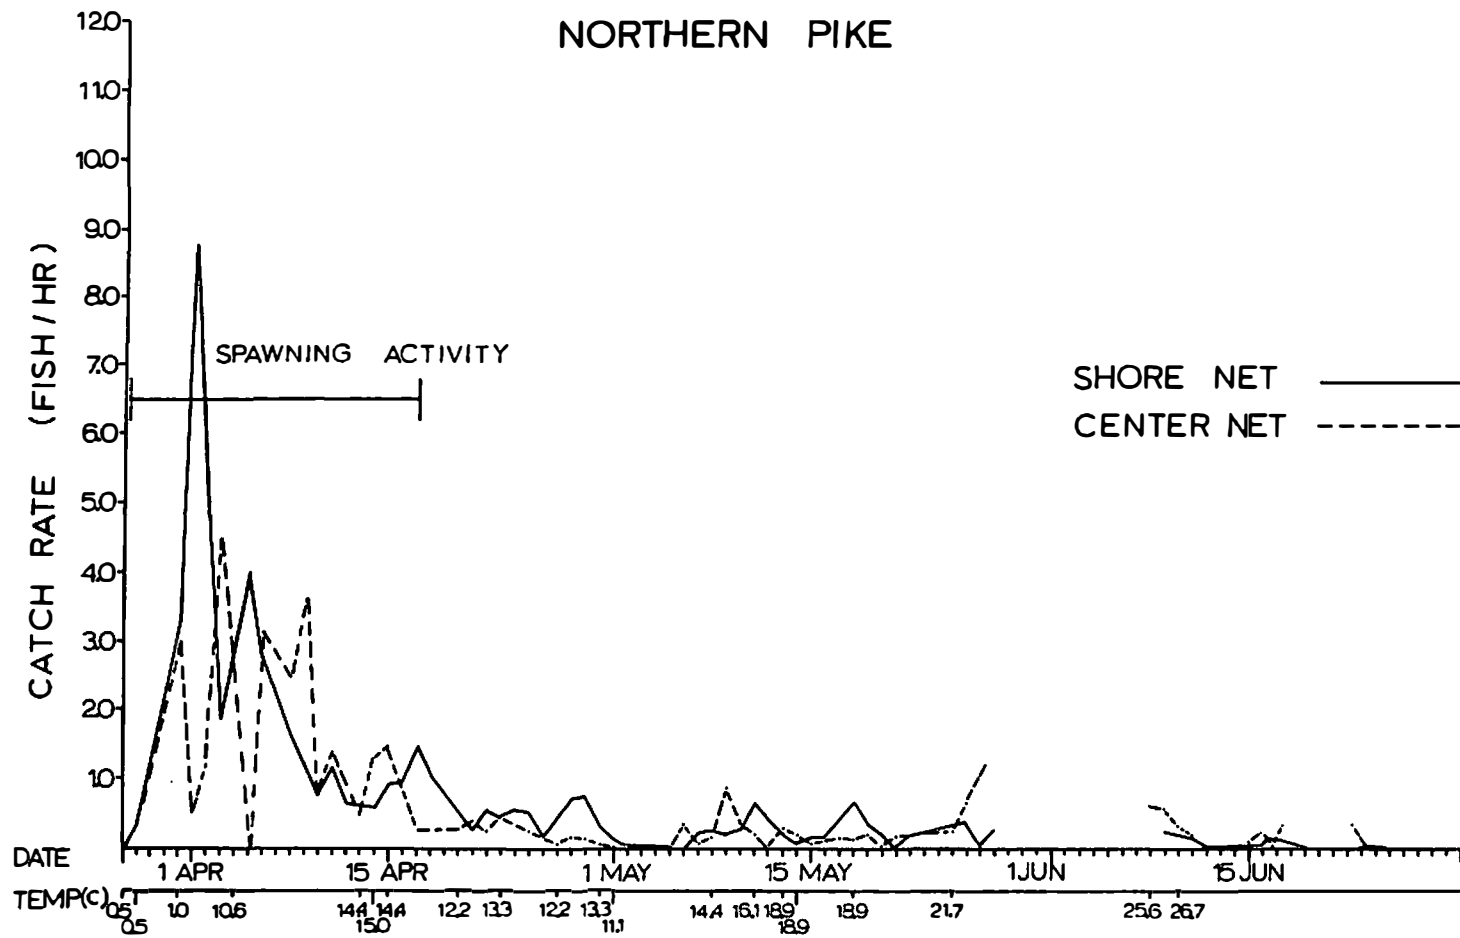 NORTHERN PIKE
12.0
11.0
10.0
9.0
8.0
7.0
6.0
5.0
4.0
3.0
2.0
1.0
CATCH RATE (FISH/HR)
SPAWNING ACTIVITY
SHORE NET
CENTER NET
DATE 1 APR 15 APR 1 MAY 15 MAY 1 JUN 15 JUN
TEMP(C) 0.5 1.0 10.6 14.4 14.4 12.2 13.3 12.2 13.3 14.4 16.1 18.9 18.9 21.7 25.6 26.7
0.5 15.0 11.1 18.9